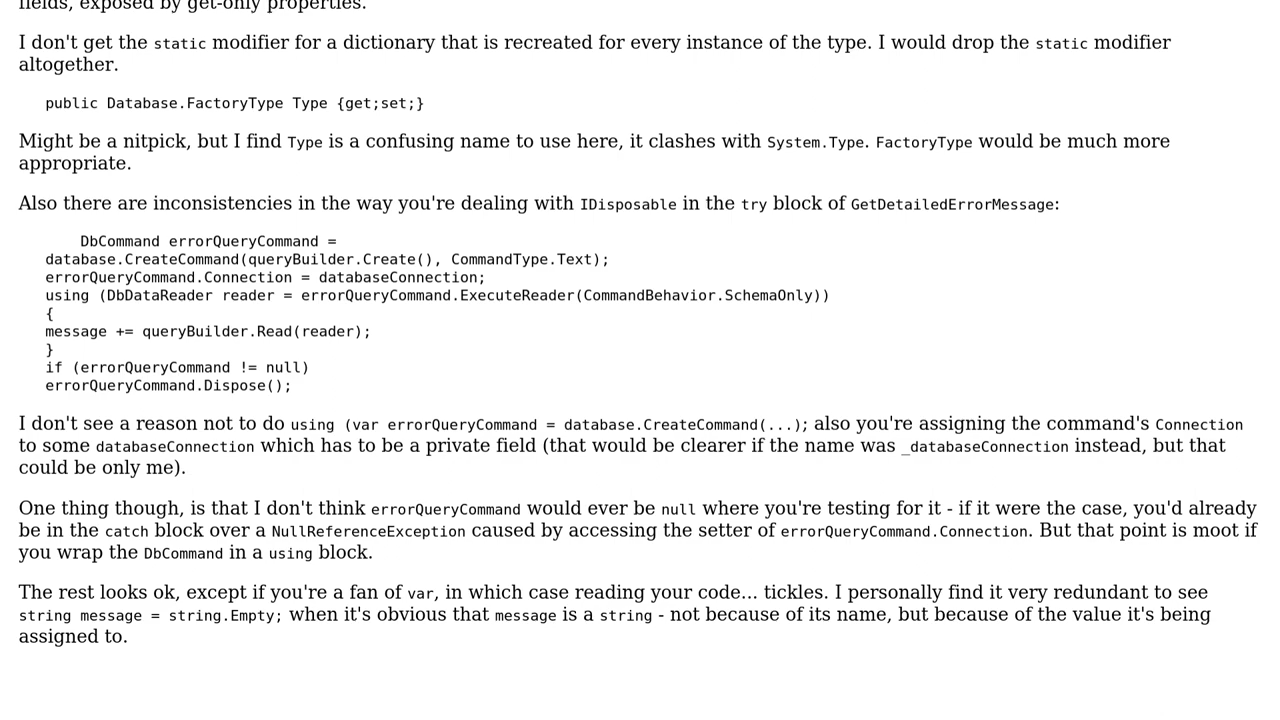 fields, exposed by get-only properties.
I don't get the static modifier for a dictionary that is recreated for every instance of the type. I would drop the static modifier
altogether.
public Database.FactoryType Type {get;set;}
Might be a nitpick, but I find Type is a confusing name to use here, it clashes with System.Type. FactoryType would be much more
appropriate.
Also there are inconsistencies in the way you're dealing with IDisposable in the try block of GetDetailedErrorMessage:
DbCommand errorQueryCommand =
database.CreateCommand(queryBuilder.Create(), CommandType.Text);
errorQueryCommand.Connection = databaseConnection;
using (DbDataReader reader = errorQueryCommand.ExecuteReader(CommandBehavior.SchemaOnly))
{
message += queryBuilder.Read(reader);
}
if (errorQueryCommand != null)
errorQueryCommand.Dispose();
I don't see a reason not to do using (var errorQueryCommand = database.CreateCommand(...); also you're assigning the command's Connection
to some databaseConnection which has to be a private field (that would be clearer if the name was _databaseConnection instead, but that
could be only me).
One thing though, is that I don't think errorQueryCommand would ever be null where you're testing for it - if it were the case, you'd already
be in the catch block over a NullReferenceException caused by accessing the setter of errorQueryCommand.Connection. But that point is moot if
you wrap the DbCommand in a using block.
The rest looks ok, except if you're a fan of var, in which case reading your code... tickles. I personally find it very redundant to see
string message = string.Empty; when it's obvious that message is a string - not because of its name, but because of the value it's being
assigned to.